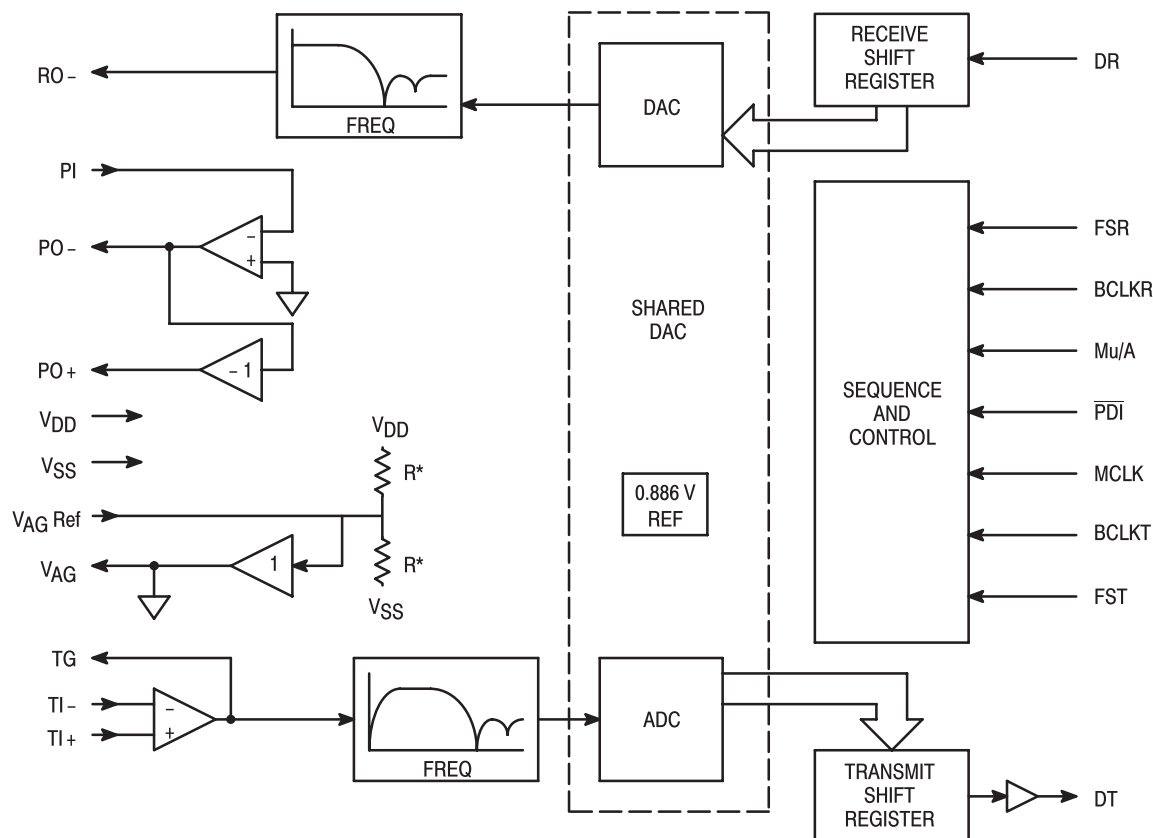 RO –
FREQ
DAC
RECEIVE
SHIFT
REGISTER
DR
PI
PO –
–
+
PO +
– 1
VDD
VSS
VAG Ref
VAG
1
VDD
R*
R*
VSS
SHARED
DAC
0.886 V
REF
SEQUENCE
AND
CONTROL
FSR
BCLKR
Mu/A
PDI
MCLK
BCLKT
FST
TG
TI –
TI +
–
+
FREQ
ADC
TRANSMIT
SHIFT
REGISTER
DT